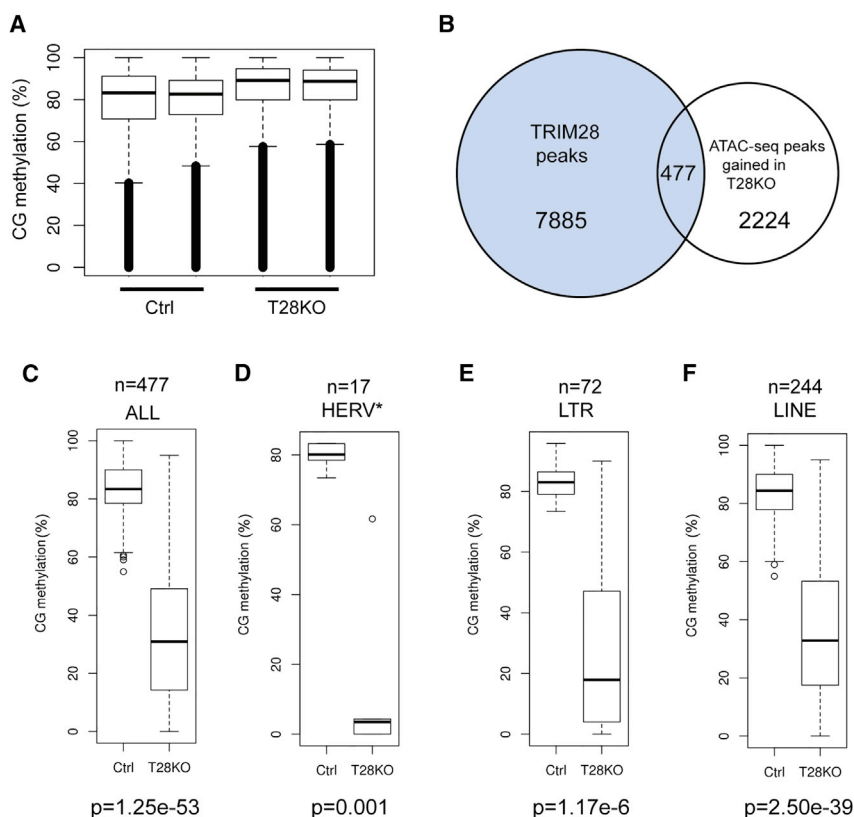 A
CG methylation (%)
100
80
60
40
20
0
Ctrl
T28KO
B
TRIM28
peaks
7885
477
ATAC-seq peaks
gained in
T28KO
2224
C
n=477
ALL
CG methylation (%)
100
80
60
40
20
0
Ctrl
T28KO
p=1.25e-53
D
n=17
HERV*
CG methylation (%)
80
60
40
20
0
Ctrl
T28KO
p=0.001
E
n=72
LTR
CG methylation (%)
80
60
40
20
0
Ctrl
T28KO
p=1.17e-6
F
n=244
LINE
CG methylation (%)
100
80
60
40
20
0
Ctrl
T28KO
p=2.50e-39